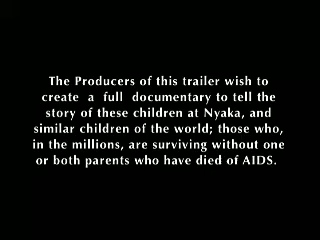 The Producers of this trailer wish to
create a full documentary to tell the
story of these children at Nyaka, and
similar children of the world; those who,
in the millions, are surviving without one
or both parents who have died of AIDS.